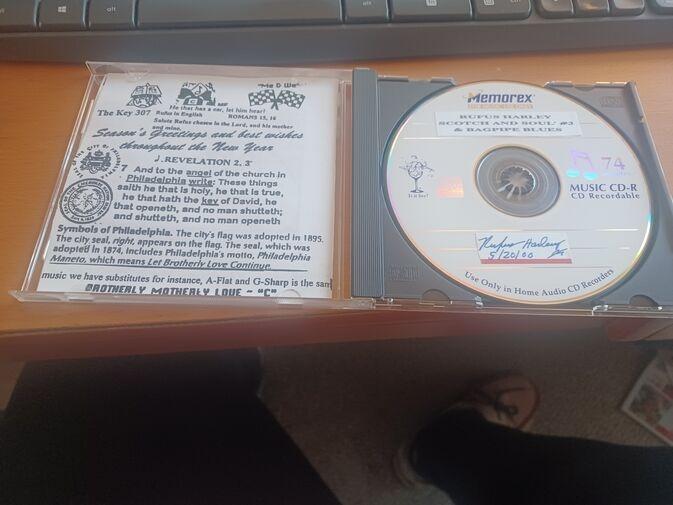 alt
alt
ctrl
"Me & We"
He that has a ear, let him hear!
The Key 307
Rufus in English
ROMANS 15, 16
Salute Rufus chosen in the Lord, and his mother
and mine.
Season's Greetings and best wishes
throughout the New Year
REVELATION 2, 3
7 And to the angel of the church in
Philadelphia write; These things
saith he that is holy, he that is true,
he that hath the key of David, he
that openeth, and no man shutteth;
and shutteth, and no man openeth
Symbols of Philadelphia. The city's flag was adopted in 1895.
The city seal, right, appears on the flag. The seal, which was
adopted in 1874, includes Philadelphia's motto, Philadelphia
Maneto, which means Let Brotherly Love Continue.
music we have substitutes for instance, A-Flat and G-Sharp is the sam
BROTHERLY MOTHERLY LOVE - "C"
Memorex
RUFUS HARLEY
SCOTCH AND SOUL' #3
& BAGPIPE BLUES
74
MUSIC CD-R
CD Recordable
Is it live?
Rufus Harley
5/20/00
Use Only in Home Audio CD Recorders